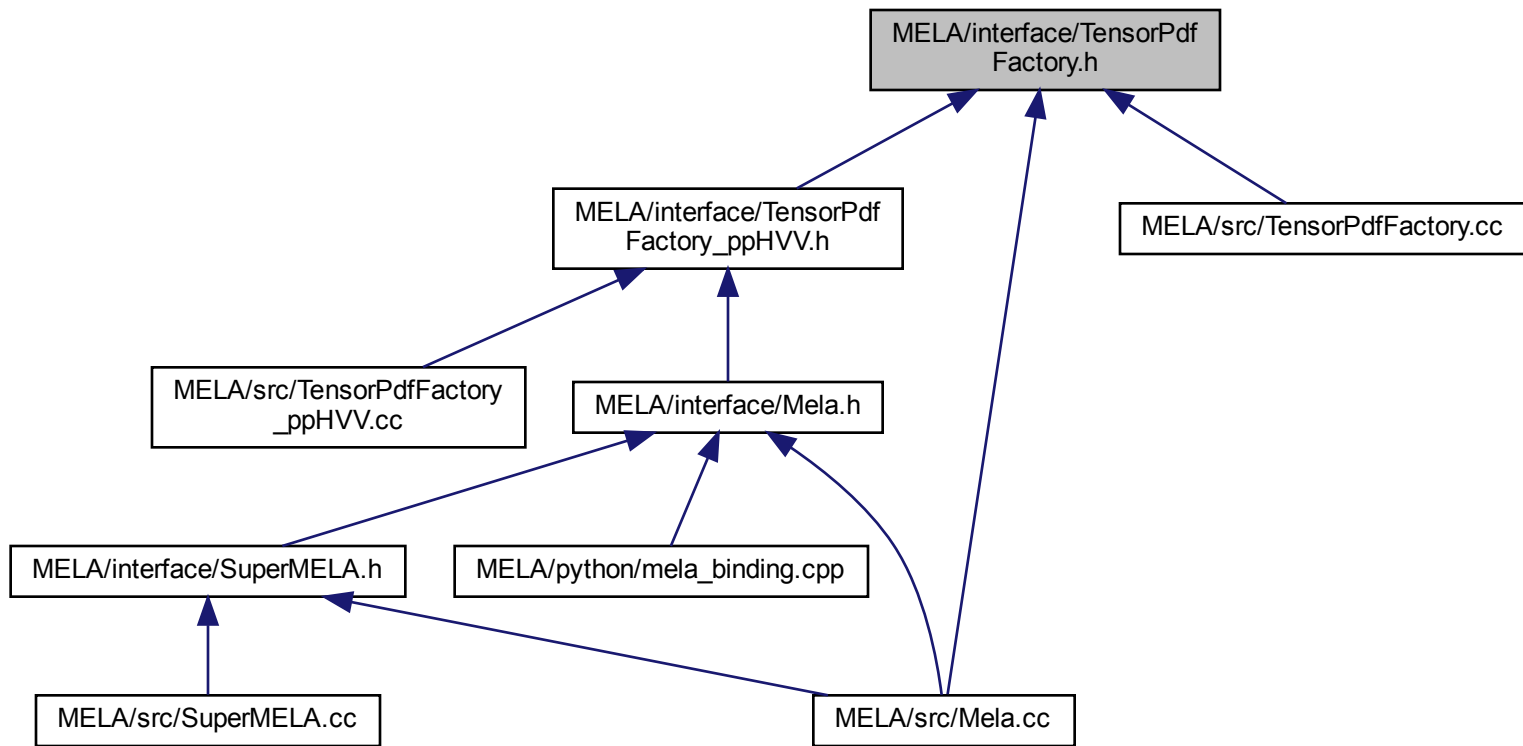 MELA/interface/TensorPdf
Factory.h
MELA/interface/TensorPdf
Factory_ppHVV.h
MELA/src/TensorPdfFactory.cc
MELA/src/TensorPdfFactory
_ppHVV.cc
MELA/interface/Mela.h
MELA/interface/SuperMELA.h
MELA/python/mela_binding.cpp
MELA/src/SuperMELA.cc
MELA/src/Mela.cc